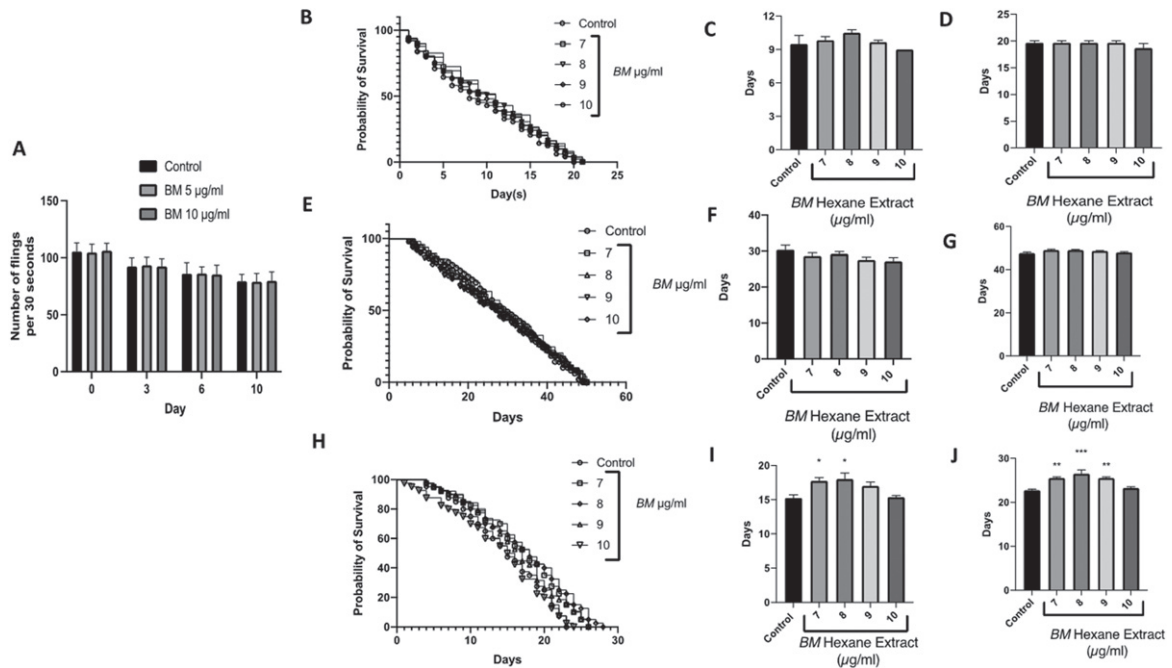 A
Control
BM 5 µg/ml
BM 10 µg/ml
Number of flings
per 30 seconds
150
100
50
0
0 3 6 10
Day
B
Probability of Survival
100
50
0
0 5 10 15 20 25
Day(s)
Control
7
8
9
10
BM µg/ml
C
Days
12
9
6
3
0
Control 7 8 9 10
BM Hexane Extract
(µg/ml)
D
Days
25
20
15
10
5
0
Control 7 8 9 10
BM Hexane Extract
(µg/ml)
E
Probability of Survival
100
50
0
0 20 40 60
Days
Control
7
8
9
10
BM µg/ml
F
Days
40
30
20
10
0
Control 7 8 9 10
BM Hexane Extract
(µg/ml)
G
Days
60
40
20
0
Control 7 8 9 10
BM Hexane Extract
(µg/ml)
H
Probability of Survival
100
80
60
40
20
0
0 10 20 30
Days
Control
7
8
9
10
BM µg/ml
I
Days
20
15
10
5
0
* *
Control 7 8 9 10
BM Hexane Extract
(µg/ml)
J
Days
30
20
10
0
** *** **
Control 7 8 9 10
BM Hexane Extract
(µg/ml)